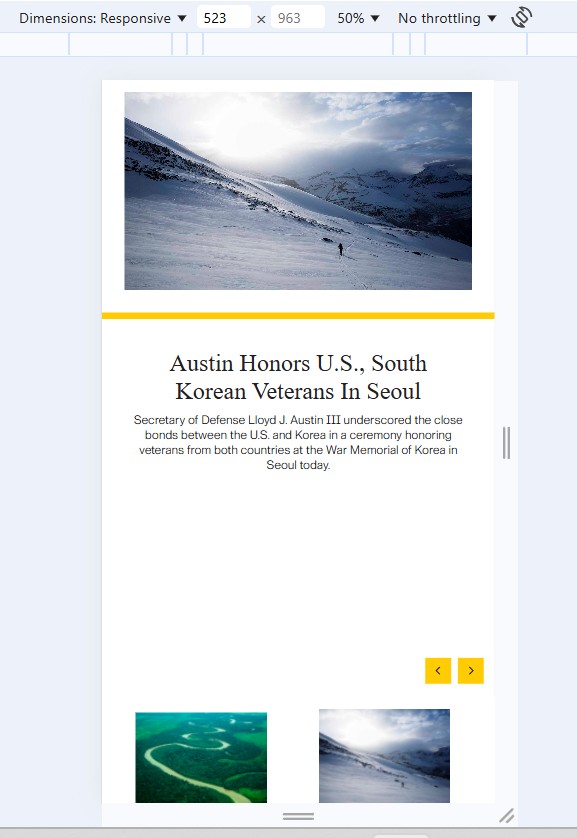 Dimensions: Responsive ▼ 523 × 963 50% ▼ No throttling ▼
Austin Honors U.S., South
Korean Veterans In Seoul
Secretary of Defense Lloyd J. Austin III underscored the close
bonds between the U.S. and Korea in a ceremony honoring
veterans from both countries at the War Memorial of Korea in
Seoul today.